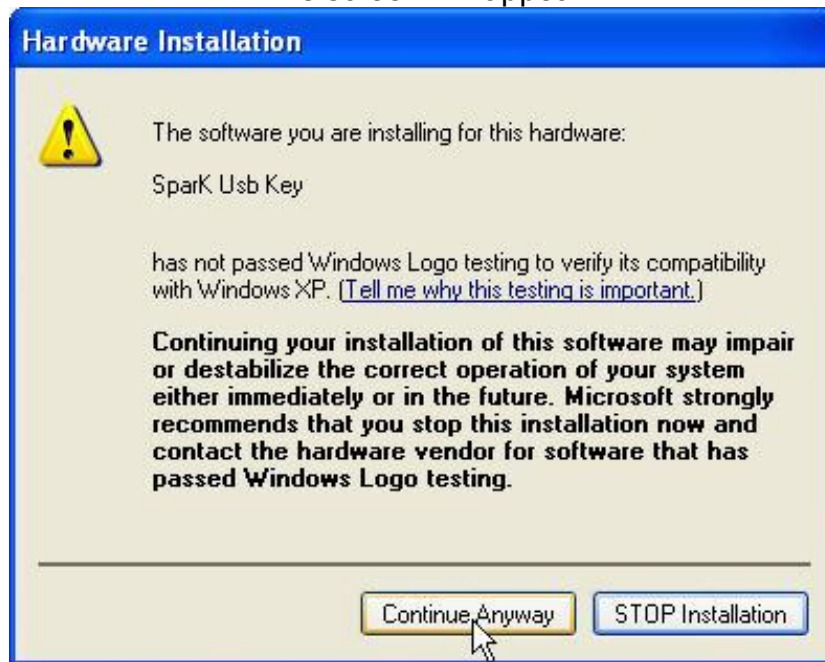 Hardware Installation
The software you are installing for this hardware:
SparK Usb Key
has not passed Windows Logo testing to verify its compatibility
with Windows XP. (Tell me why this testing is important.)
Continuing your installation of this software may impair
or destabilize the correct operation of your system
either immediately or in the future. Microsoft strongly
recommends that you stop this installation now and
contact the hardware vendor for software that has
passed Windows Logo testing.
Continue Anyway
STOP Installation